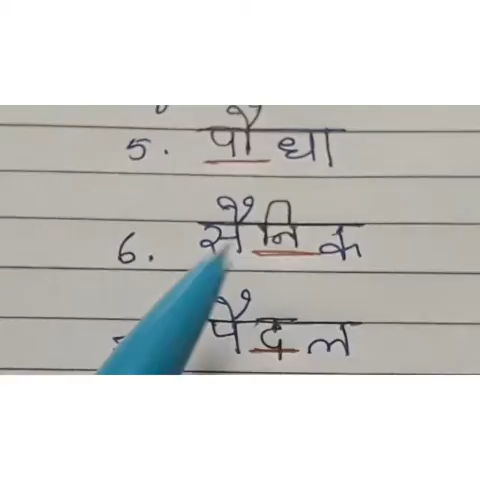 5. पौधा
6. सैनिक
पैदल